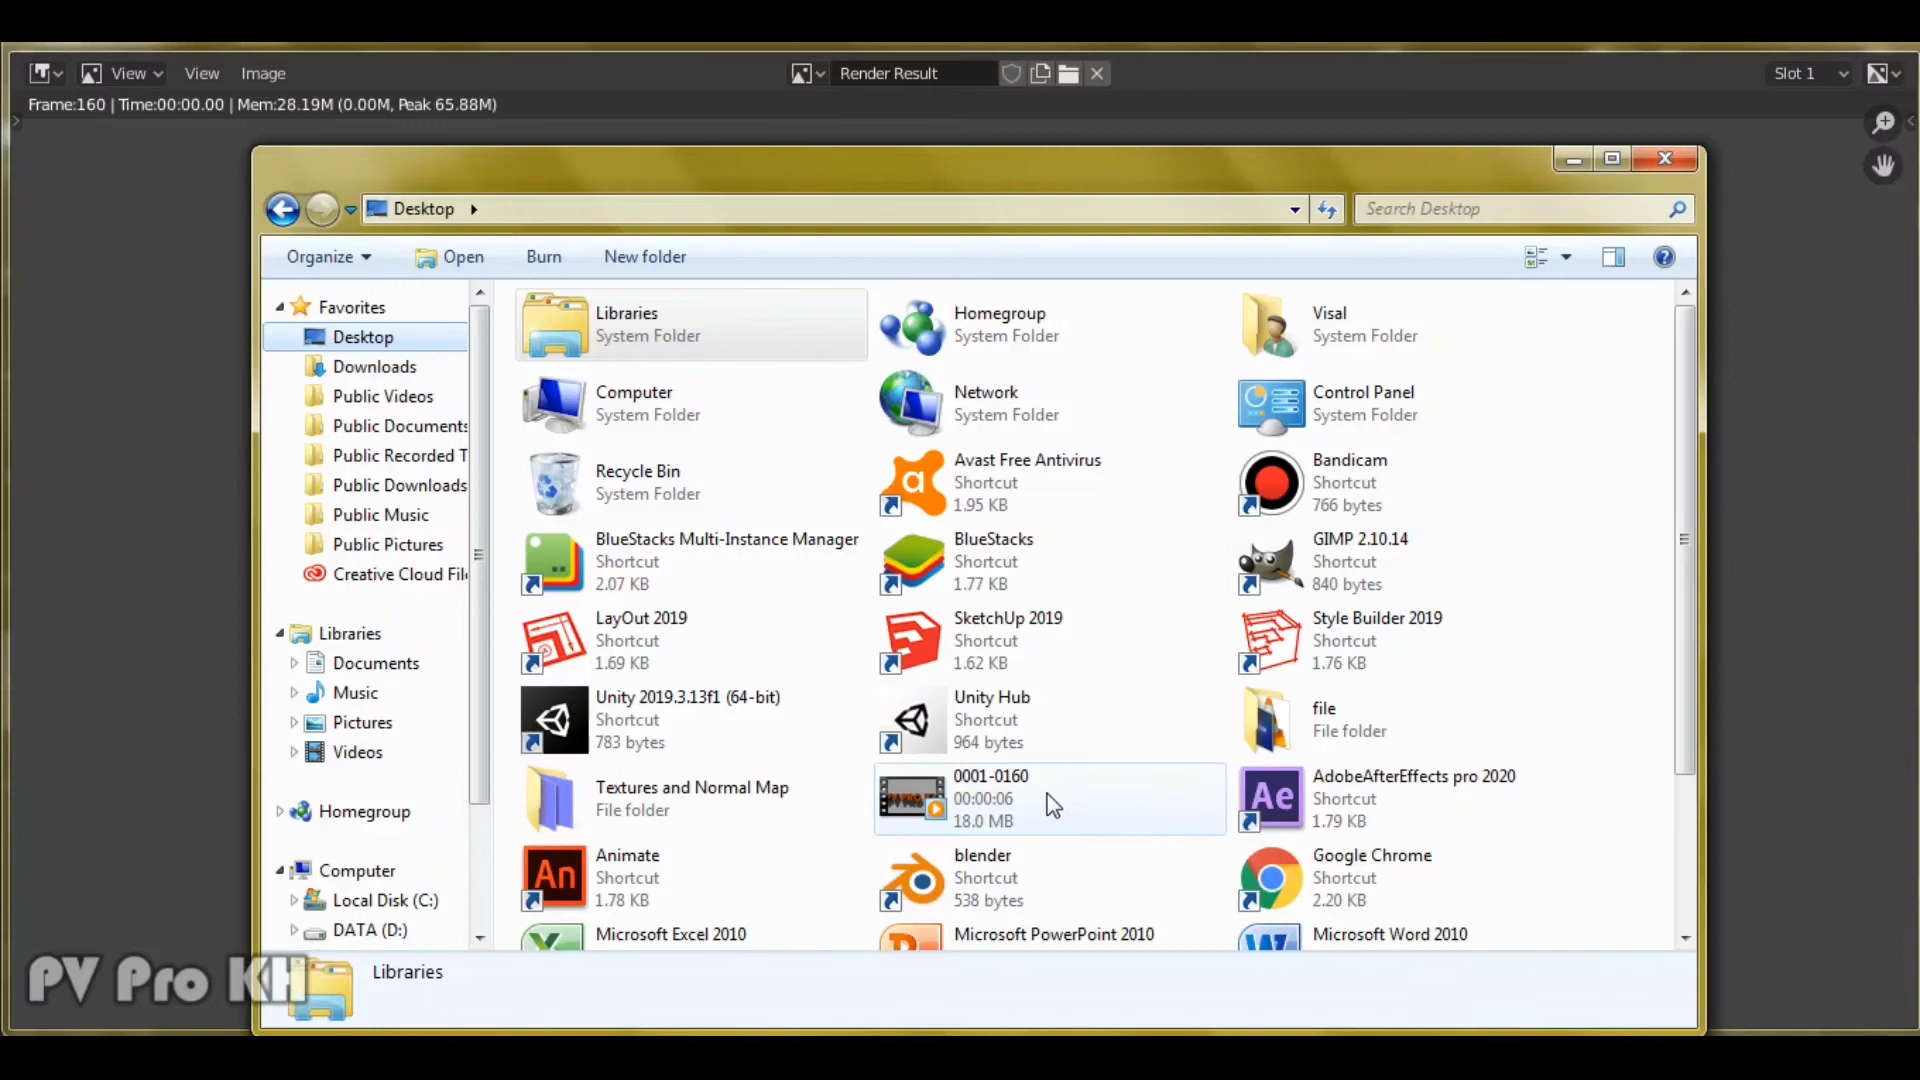 View View Image Render Result Slot 1
Frame:160 | Time:00:00.00 | Mem:28.19M (0.00M, Peak 65.88M)
Desktop
Search Desktop
Organize Open Burn New folder
Favorites
Desktop
Downloads
Public Videos
Public Documents
Public Recorded T
Public Downloads
Public Music
Public Pictures
Creative Cloud Fil
Libraries
Documents
Music
Pictures
Videos
Homegroup
Computer
Local Disk (C:)
DATA (D:)
Libraries
System Folder
Homegroup
System Folder
Visal
System Folder
Computer
System Folder
Network
System Folder
Control Panel
System Folder
Recycle Bin
System Folder
Avast Free Antivirus
Shortcut
1.95 KB
Bandicam
Shortcut
766 bytes
BlueStacks Multi-Instance Manager
Shortcut
2.07 KB
BlueStacks
Shortcut
1.77 KB
GIMP 2.10.14
Shortcut
840 bytes
LayOut 2019
Shortcut
1.69 KB
SketchUp 2019
Shortcut
1.62 KB
Style Builder 2019
Shortcut
1.76 KB
Unity 2019.3.13f1 (64-bit)
Shortcut
783 bytes
Unity Hub
Shortcut
964 bytes
file
File folder
Textures and Normal Map
File folder
0001-0160
00:00:06
18.0 MB
Ae
AdobeAfterEffects pro 2020
Shortcut
1.79 KB
An
Animate
Shortcut
1.78 KB
blender
Shortcut
538 bytes
Google Chrome
Shortcut
2.20 KB
Microsoft Excel 2010
Microsoft PowerPoint 2010
Microsoft Word 2010
Libraries
PV Pro KH